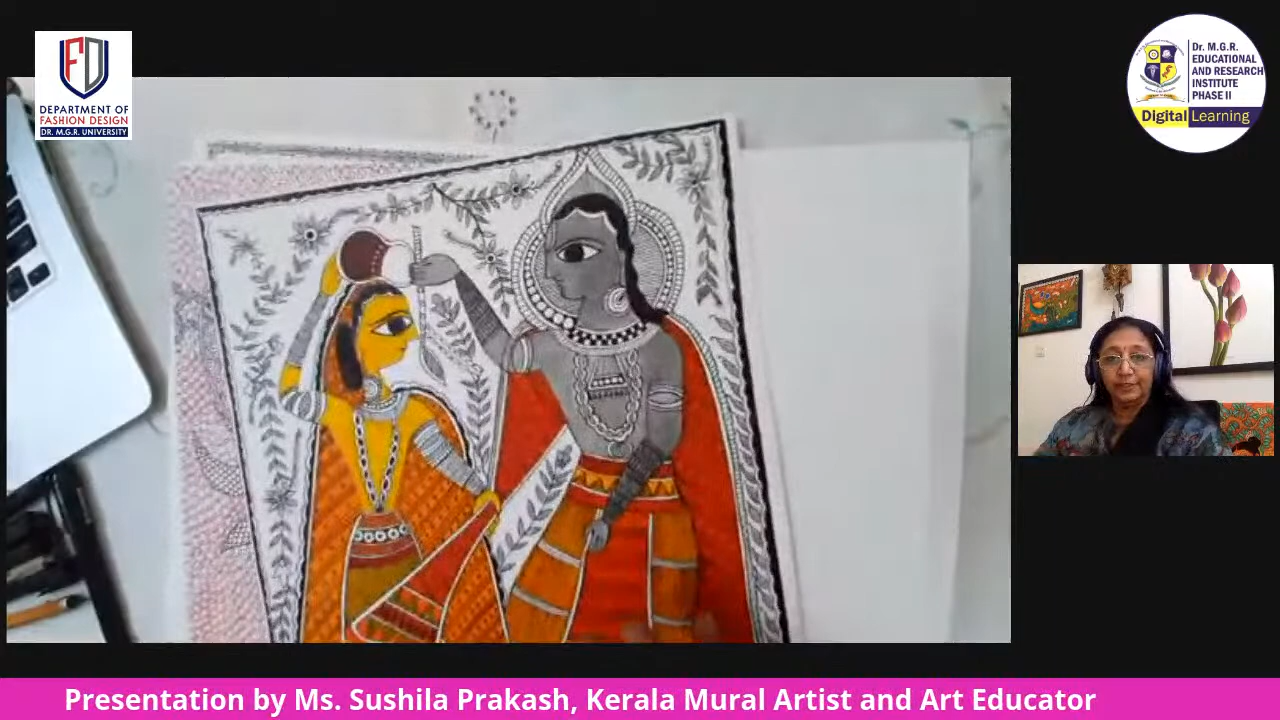 DEPARTMENT OF
FASHION DESIGN
DR. M.G.R. UNIVERSITY
Dr. M.G.R.
EDUCATIONAL
AND RESEARCH
INSTITUTE
PHASE II
Digital Learning
Presentation by Ms. Sushila Prakash, Kerala Mural Artist and Art Educator